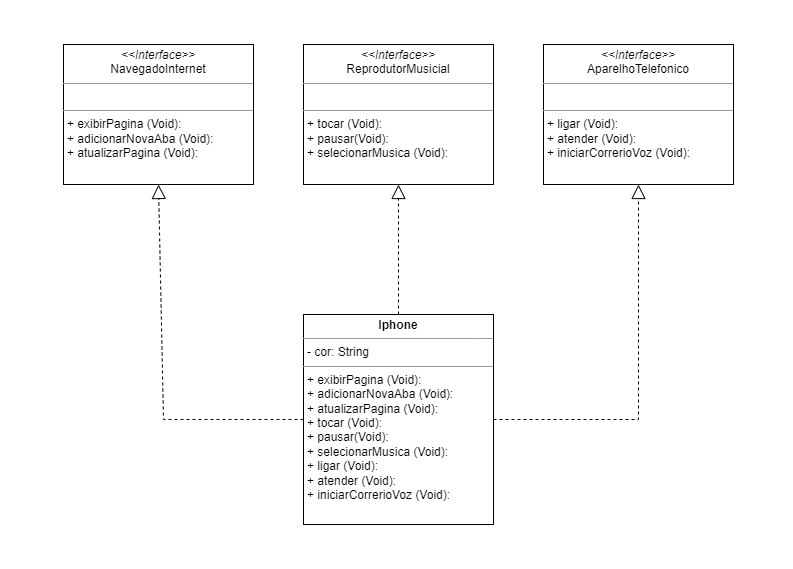 <<Interface>>
NavegadoInternet
+ exibirPagina (Void):
+ adicionarNovaAba (Void):
+ atualizarPagina (Void):
<<Interface>>
ReprodutorMusicial
+ tocar (Void):
+ pausar(Void):
+ selecionarMusica (Void):
<<Interface>>
AparelhoTelefonico
+ ligar (Void):
+ atender (Void):
+ iniciarCorrerioVoz (Void):
Iphone
- cor: String
+ exibirPagina (Void):
+ adicionarNovaAba (Void):
+ atualizarPagina (Void):
+ tocar (Void):
+ pausar(Void):
+ selecionarMusica (Void):
+ ligar (Void):
+ atender (Void):
+ iniciarCorrerioVoz (Void):